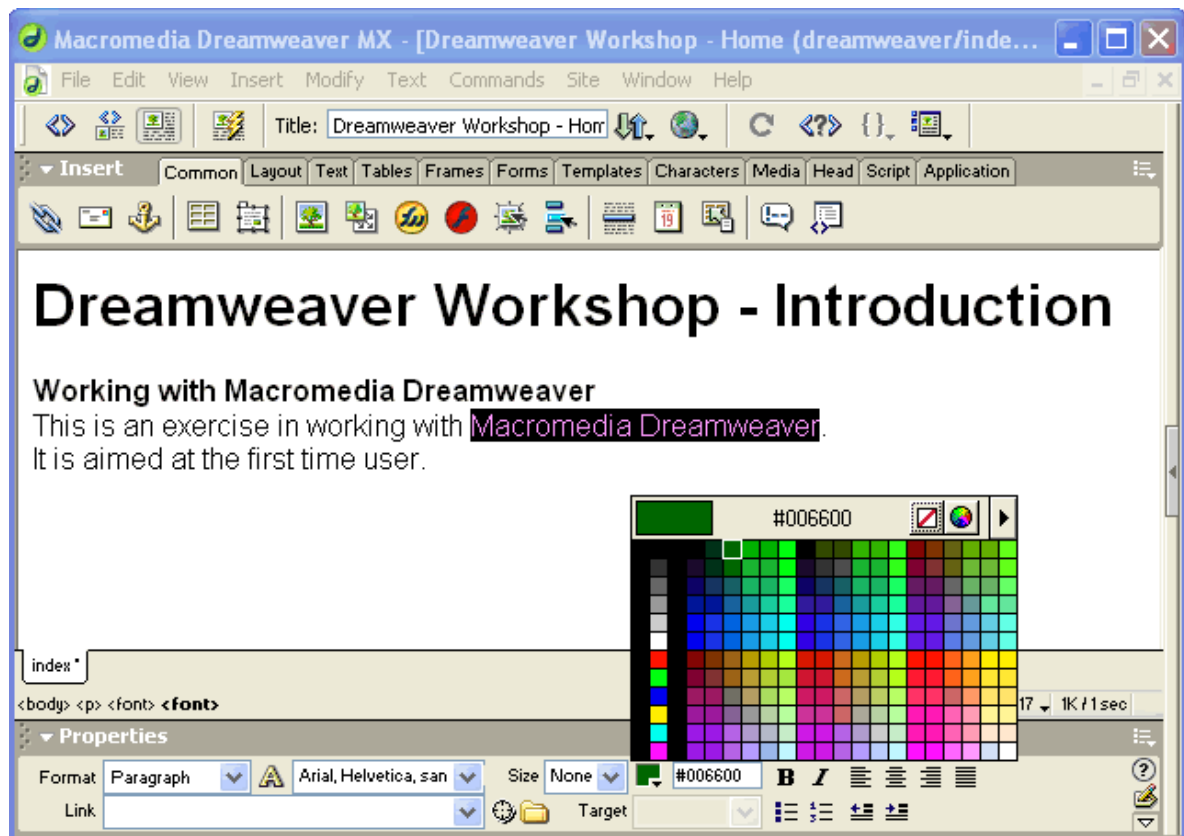 Macromedia Dreamweaver MX - [Dreamweaver Workshop - Home (dreamweaver/inde...
File Edit View Insert Modify Text Commands Site Window Help
Title: Dreamweaver Workshop - Hom
Insert Common Layout Text Tables Frames Forms Templates Characters Media Head Script Application
19
Dreamweaver Workshop - Introduction
Working with Macromedia Dreamweaver
This is an exercise in working with Macromedia Dreamweaver.
It is aimed at the first time user.
#006600
index*
<body> <p> <font> <font> 17 1K / 1 sec
Properties
Format Paragraph A Arial, Helvetica, san Size None #006600 B I ?
Link Target